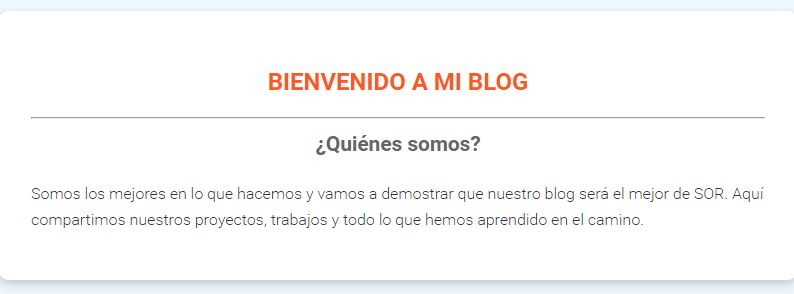 BIENVENIDO A MI BLOG
¿Quiénes somos?
Somos los mejores en lo que hacemos y vamos a demostrar que nuestro blog será el mejor de SOR. Aquí
compartimos nuestros proyectos, trabajos y todo lo que hemos aprendido en el camino.